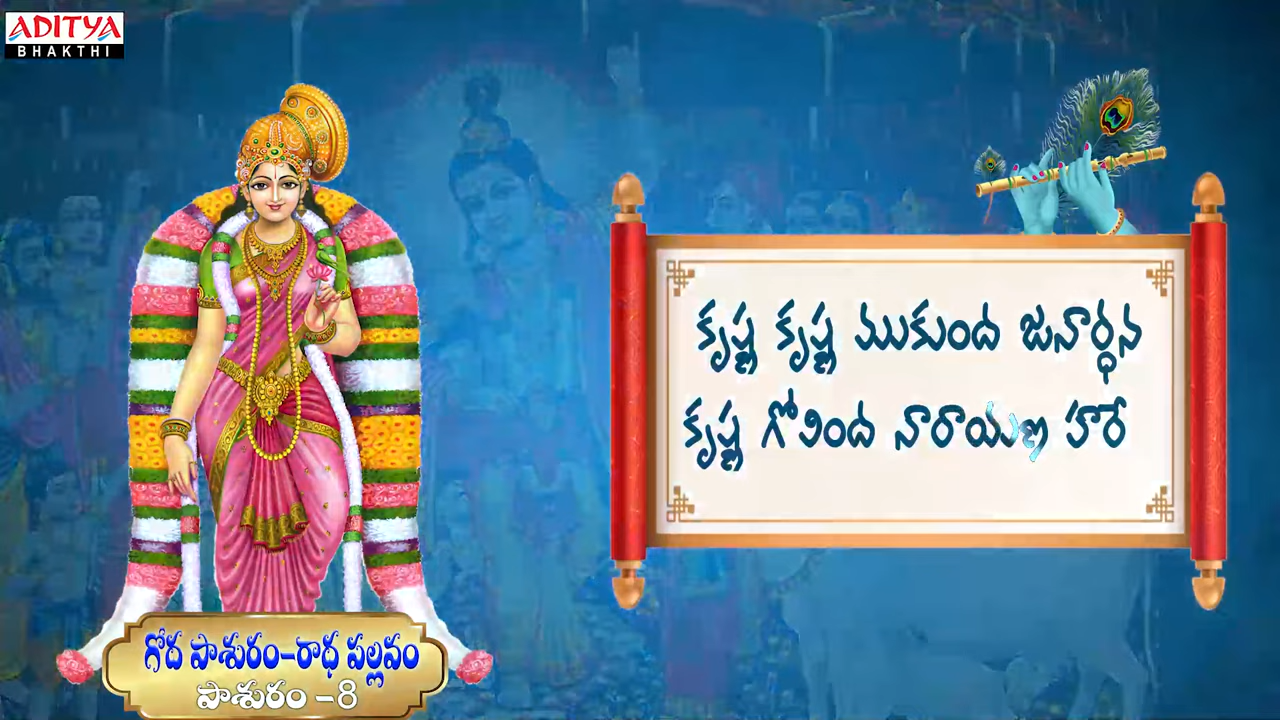 ADITYA
BHAKTHI
కృష్ణ కృష్ణ ముకుంద జనార్ధన
కృష్ణ గోవింద నారాయణ హరే
గోద పాశురం-రాధ పల్లవం
పాశురం -8